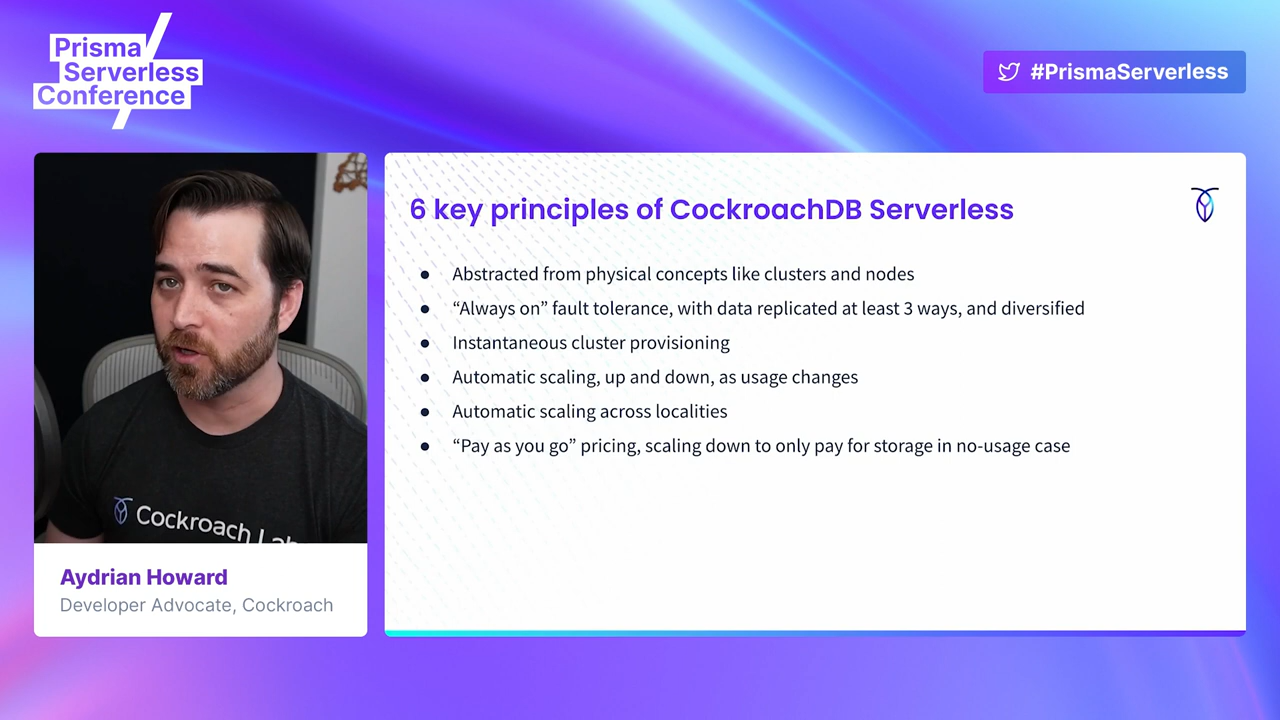 Prisma
Serverless
Conference
#PrismaServerless
6 key principles of CockroachDB Serverless
● Abstracted from physical concepts like clusters and nodes
● “Always on” fault tolerance, with data replicated at least 3 ways, and diversified
● Instantaneous cluster provisioning
● Automatic scaling, up and down, as usage changes
● Automatic scaling across localities
● “Pay as you go” pricing, scaling down to only pay for storage in no-usage case
Cockroach Lab
Aydrian Howard
Developer Advocate, Cockroach